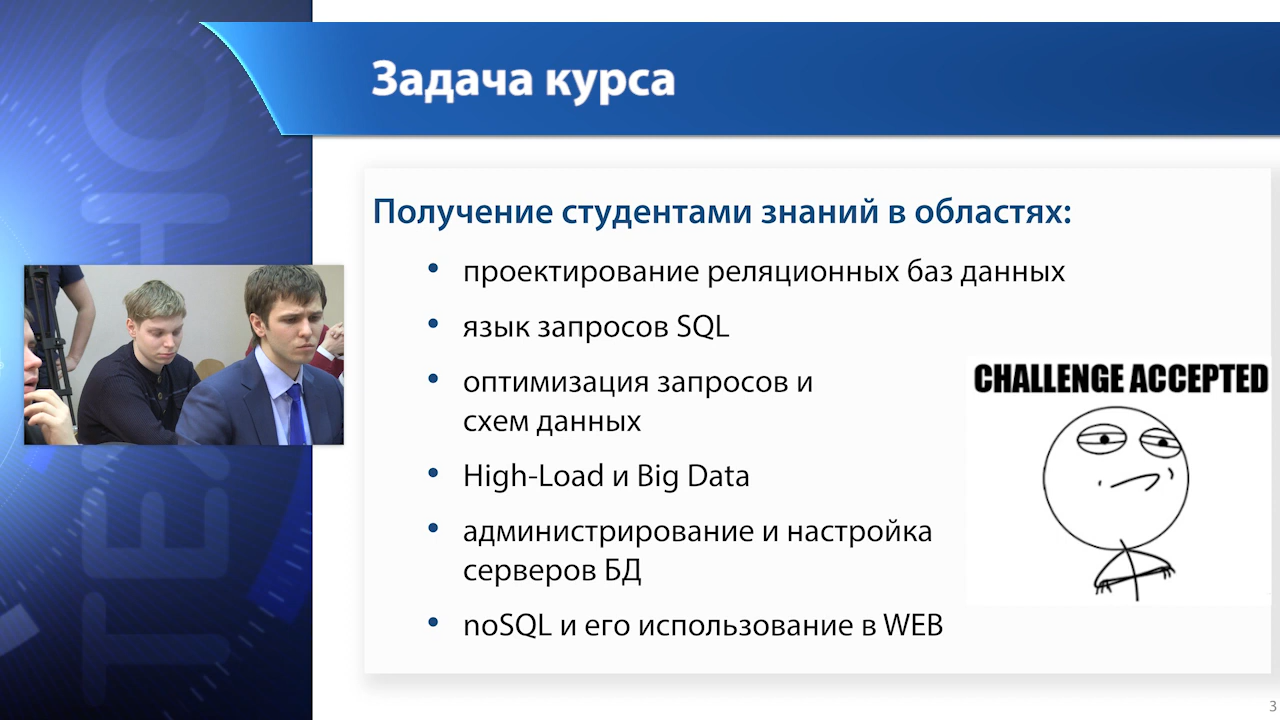 Задача курса
Получение студентами знаний в областях:
• проектирование реляционных баз данных
• язык запросов SQL
• оптимизация запросов и
схем данных
CHALLENGE ACCEPTED
• High-Load и Big Data
• администрирование и настройка
серверов БД
• noSQL и его использование в WEB
3